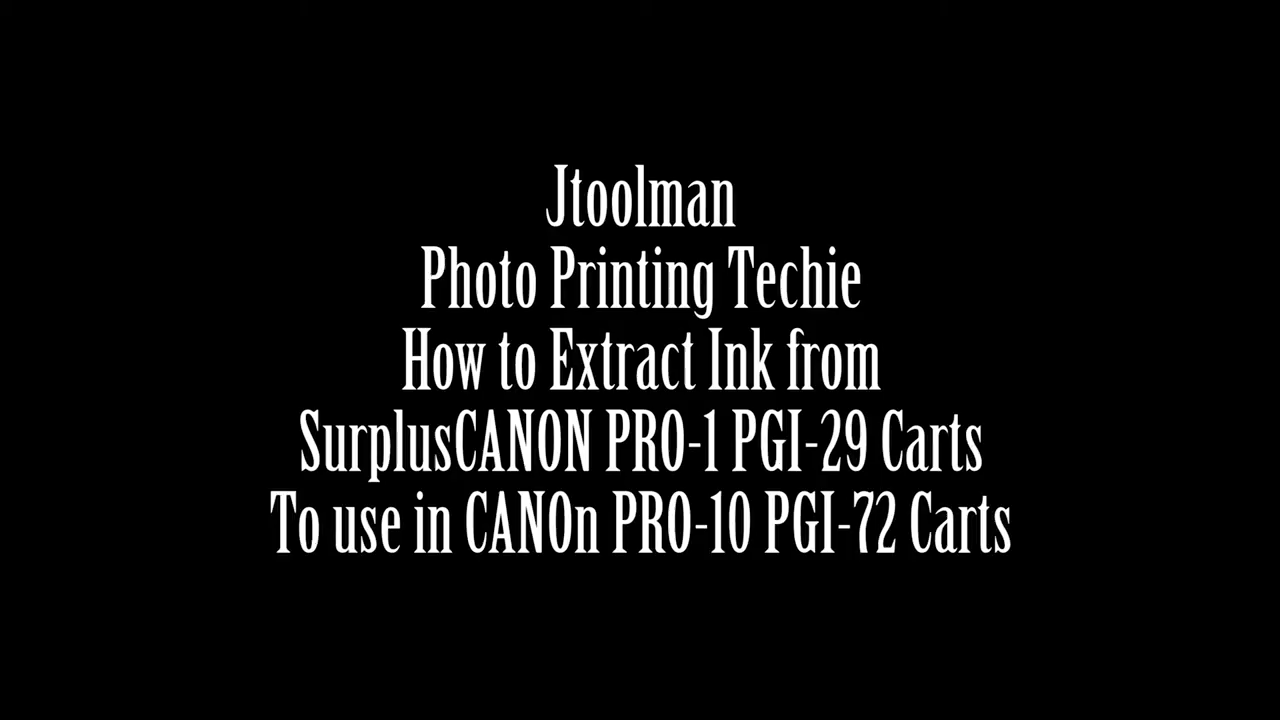 Jtoolman
Photo Printing Techie
How to Extract Ink from
SurplusCANON PRO-1 PGI-29 Carts
To use in CANOn PRO-10 PGI-72 Carts